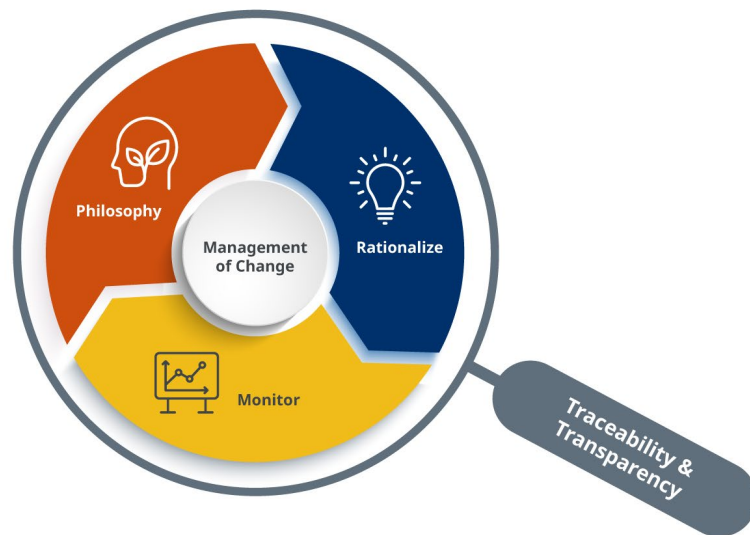 Philosophy
Rationalize
Management
of Change
Monitor
Traceability &
Transparency